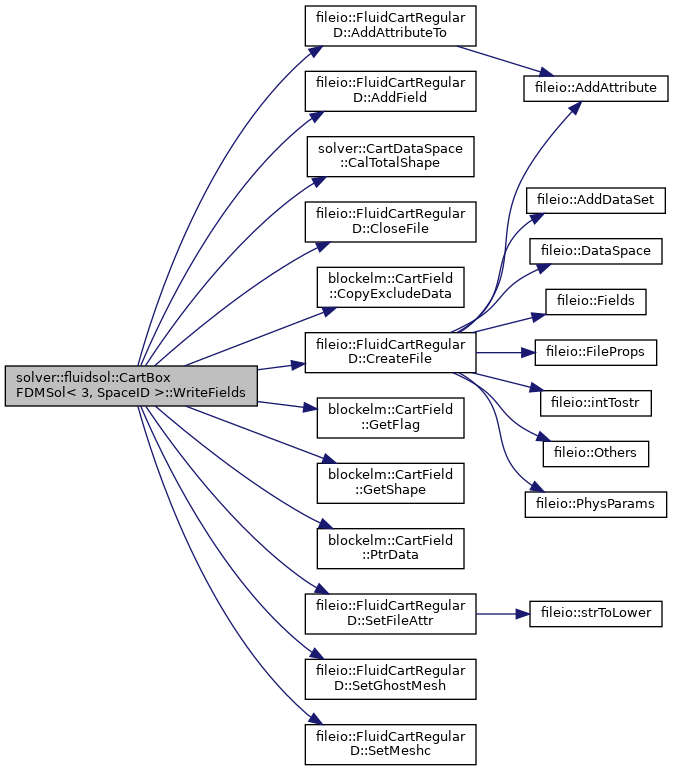 solver::fluidsol::CartBox
FDMSol< 3, SpaceID >::WriteFields
fileio::FluidCartRegular
D::AddAttributeTo
fileio::FluidCartRegular
D::AddField
solver::CartDataSpace
::CalTotalShape
fileio::FluidCartRegular
D::CloseFile
blockelm::CartField
::CopyExcludeData
fileio::FluidCartRegular
D::CreateFile
blockelm::CartField
::GetFlag
blockelm::CartField
::GetShape
blockelm::CartField
::PtrData
fileio::FluidCartRegular
D::SetFileAttr
fileio::FluidCartRegular
D::SetGhostMesh
fileio::FluidCartRegular
D::SetMeshc
fileio::AddAttribute
fileio::AddDataSet
fileio::DataSpace
fileio::Fields
fileio::FileProps
fileio::intTostr
fileio::Others
fileio::PhysParams
fileio::strToLower